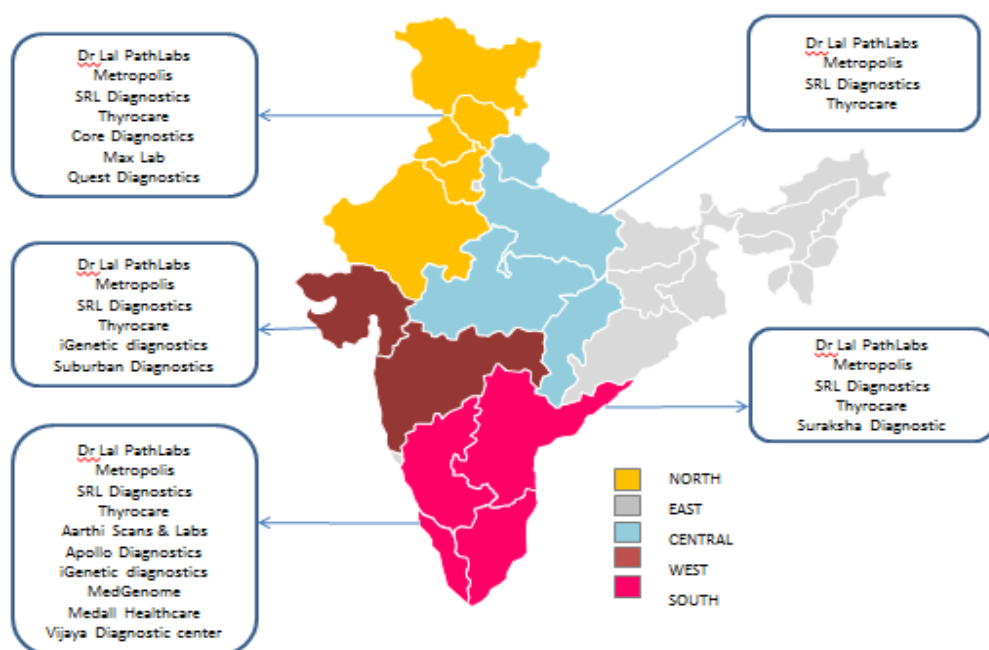 Dr Lal PathLabs
Metropolis
SRL Diagnostics
Thyrocare
Core Diagnostics
Max Lab
Quest Diagnostics
Dr Lal PathLabs
Metropolis
SRL Diagnostics
Thyrocare
Dr Lal PathLabs
Metropolis
SRL Diagnostics
Thyrocare
iGenetic diagnostics
Suburban Diagnostics
Dr Lal PathLabs
Metropolis
SRL Diagnostics
Thyrocare
Suraksha Diagnostic
Dr Lal PathLabs
Metropolis
SRL Diagnostics
Thyrocare
Aarthi Scans & Labs
Apollo Diagnostics
iGenetic diagnostics
MedGenome
Medall Healthcare
Vijaya Diagnostic center
NORTH
EAST
CENTRAL
WEST
SOUTH